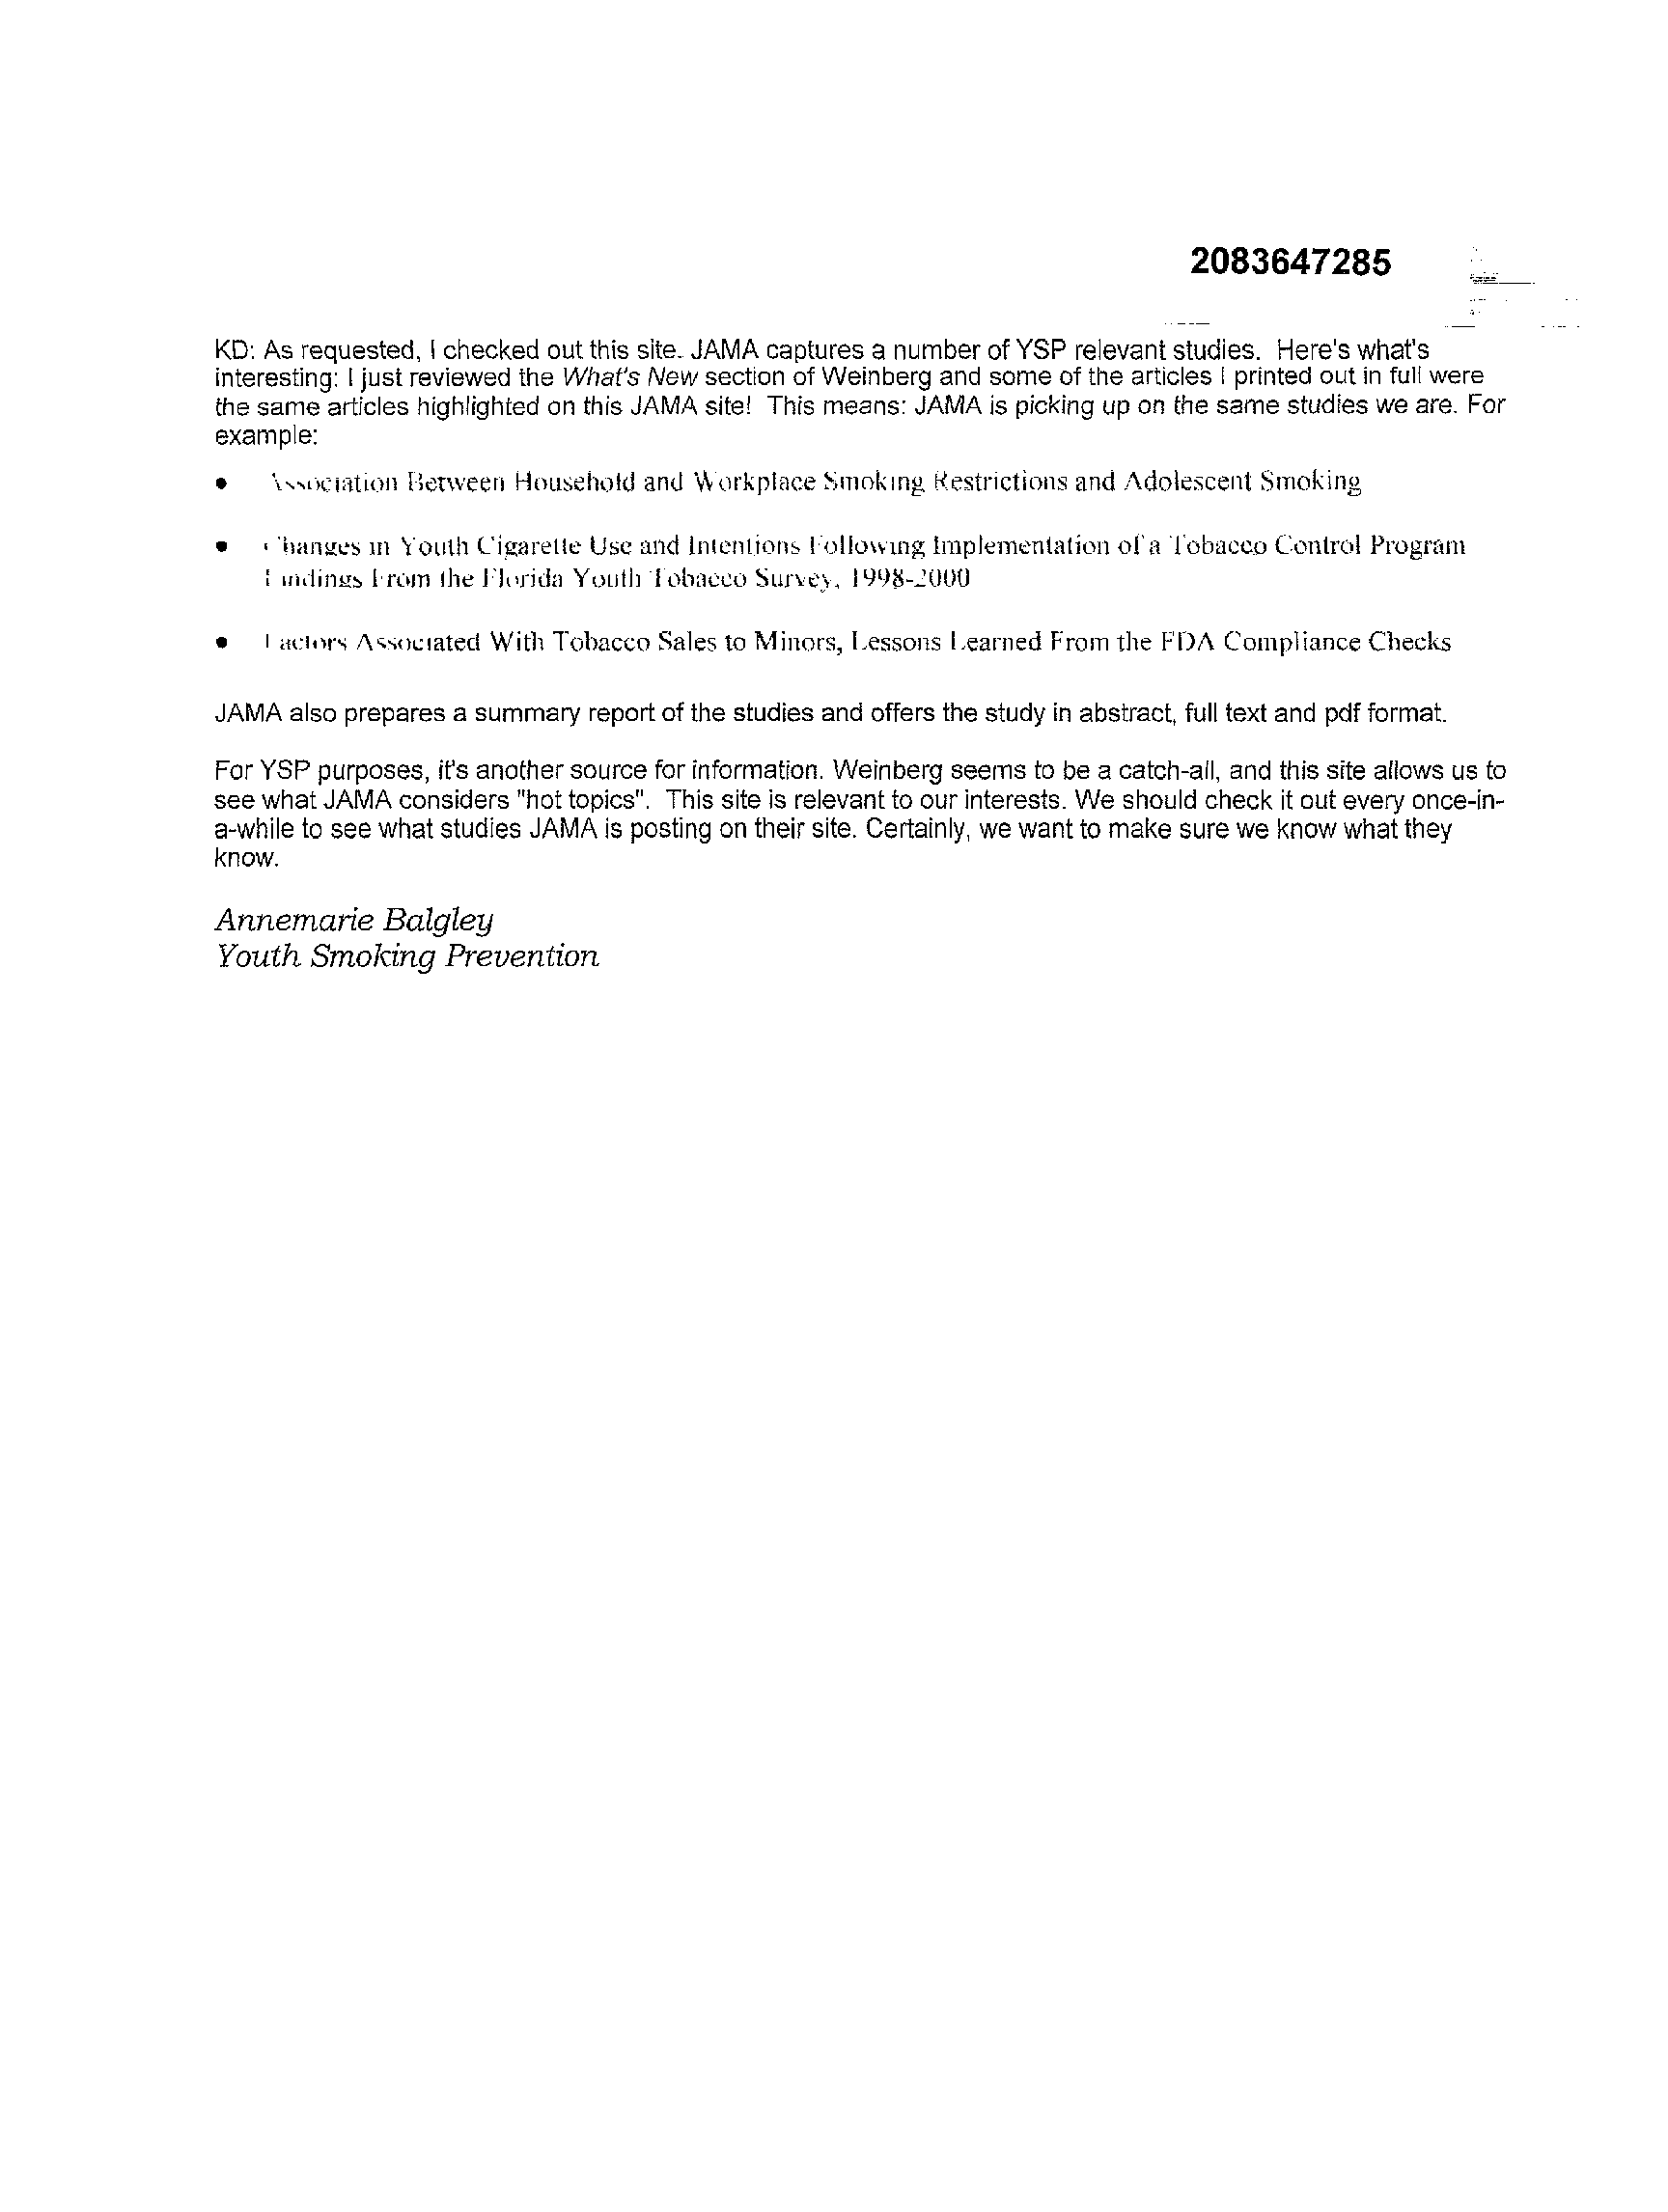 2083647285
KD: As requested, I checked out this site. JAMA captures a number of YSP relevant studies. Here's what's
interesting: I just reviewed the What's New section of Weinberg and some of the articles I printed out in full were
the same articles highlighted on this JAMA site! This means: JAMA is picking up on the same studies we are. For
example:
• Association Between Household and Workplace Smoking Restrictions and Adolescent Smoking
• Changes in Youth Cigarette Use and Intentions Following Implementation of a Tobacco Control Program
Findings From the Florida Youth Tobacco Survey, 1998-2000
• Factors Associated With Tobacco Sales to Minors, Lessons Learned From the FDA Compliance Checks
JAMA also prepares a summary report of the studies and offers the study in abstract, full text and pdf format.
For YSP purposes, it's another source for information. Weinberg seems to be a catch-all, and this site allows us to
see what JAMA considers "hot topics". This site is relevant to our interests. We should check it out every once-in-
a-while to see what studies JAMA is posting on their site. Certainly, we want to make sure we know what they
know.
Annemarie Balgley
Youth Smoking Prevention